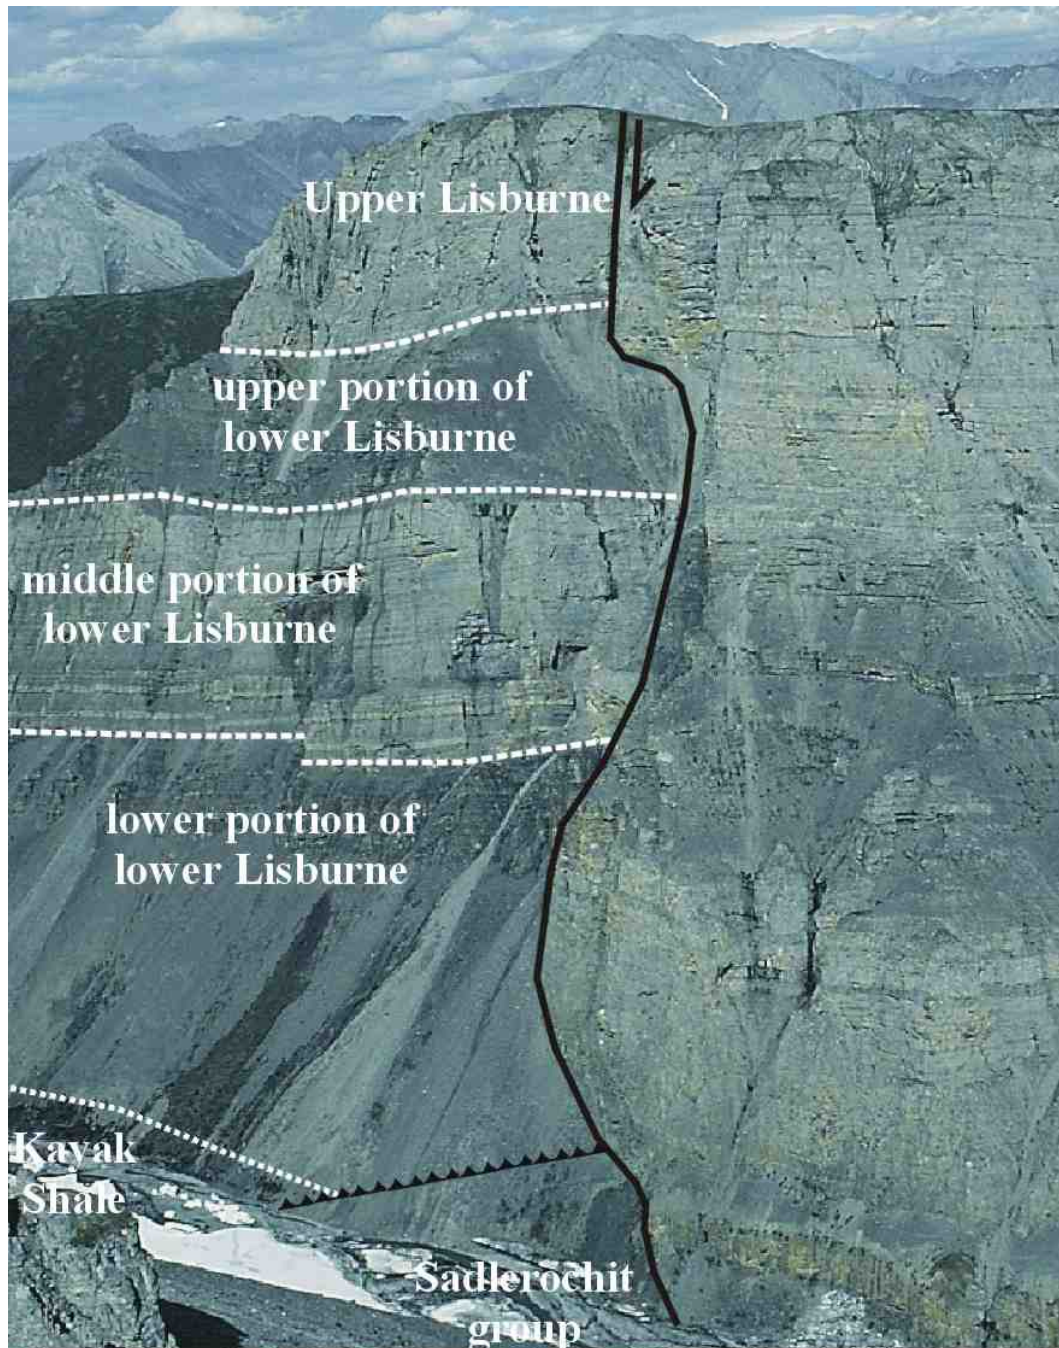 Upper Lisburne
upper portion of
lower Lisburne
middle portion of
lower Lisburne
lower portion of
lower Lisburne
Kayak
Shale
Sadlerochit
group